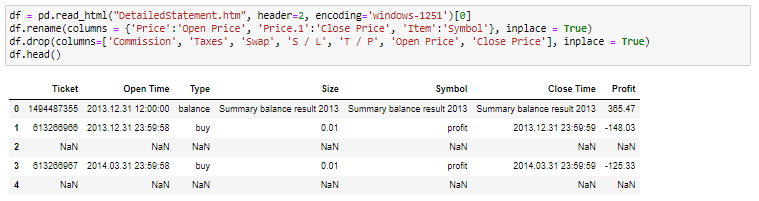 df = pd.read_html("DetailedStatement.htm", header=2, encoding='windows-1251')[0]
df.rename(columns = {'Price':'Open Price', 'Price.1':'Close Price', 'Item':'Symbol'}, inplace = True)
df.drop(columns=['Commission', 'Taxes', 'Swap', 'S / L', 'T / P', 'Open Price', 'Close Price'], inplace = True)
df.head()
Ticket Open Time Type Size Symbol Close Time Profit
0 1494487355 2013.12.31 12:00:00 balance Summary balance result 2013 Summary balance result 2013 Summary balance result 2013 365.47
1 613266966 2013.12.31 23:59:58 buy 0.01 profit 2013.12.31 23:59:59 -148.03
2 NaN NaN NaN NaN NaN NaN NaN
3 613266967 2014.03.31 23:59:58 buy 0.01 profit 2014.03.31 23:59:59 -125.33
4 NaN NaN NaN NaN NaN NaN NaN